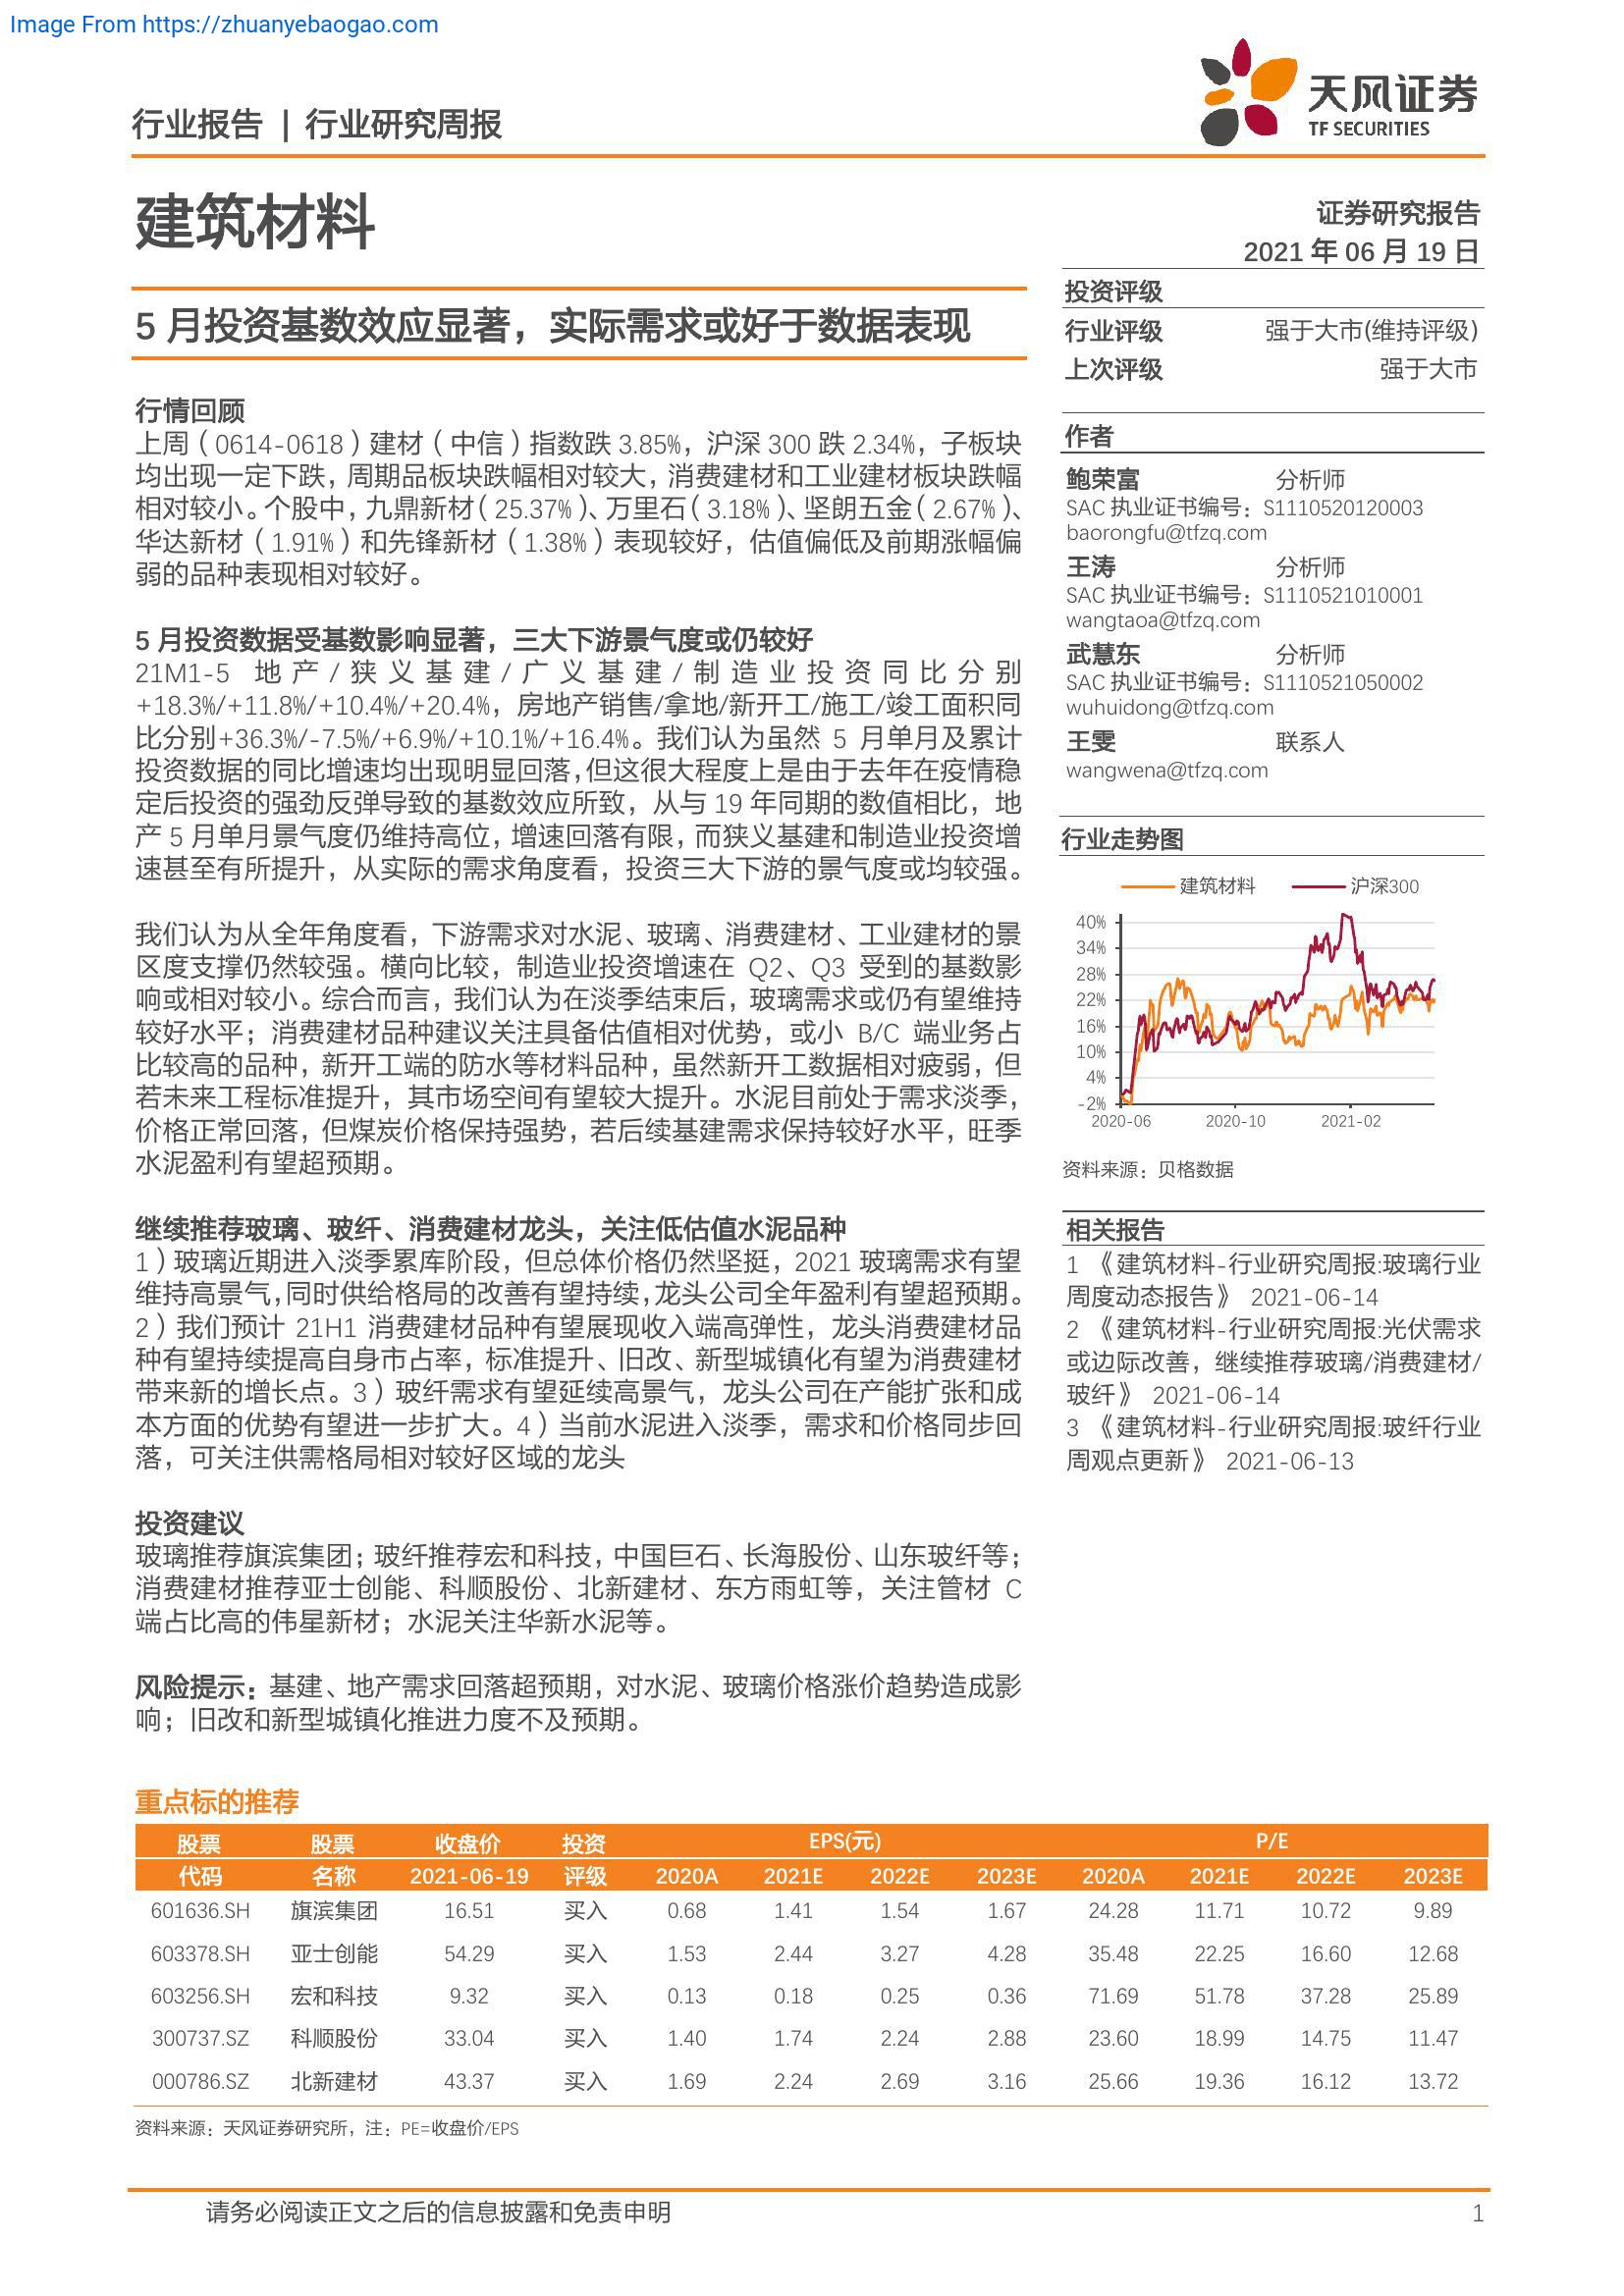 Image From https://zhuanyebaogao.com
行业报告 | 行业研究周报
天风证券
TF SECURITIES
建筑材料
证券研究报告
2021 年 06 月 19 日
5 月投资基数效应显著，实际需求或好于数据表现
行情回顾
上周（0614-0618）建材（中信）指数跌 3.85%，沪深 300 跌 2.34%，子板块
均出现一定下跌，周期品板块跌幅相对较大，消费建材和工业建材板块跌幅
相对较小。个股中，九鼎新材（25.37%）、万里石（3.18%）、坚朗五金（2.67%）、
华达新材（1.91%）和先锋新材（1.38%）表现较好，估值偏低及前期涨幅偏
弱的品种表现相对较好。
5 月投资数据受基数影响显著，三大下游景气度或仍较好
21M1-5 地产/狭义基建/广义基建/制造业投资同比分别
+18.3%/+11.8%/+10.4%/+20.4%，房地产销售/拿地/新开工/施工/竣工面积同
比分别+36.3%/-7.5%/+6.9%/+10.1%/+16.4%。我们认为虽然 5 月单月及累计
投资数据的同比增速均出现明显回落，但这很大程度上是由于去年在疫情稳
定后投资的强劲反弹导致的基数效应所致，从与 19 年同期的数值相比，地
产 5 月单月景气度仍维持高位，增速回落有限，而狭义基建和制造业投资增
速甚至有所提升，从实际的需求角度看，投资三大下游的景气度或均较强。
我们认为从全年角度看，下游需求对水泥、玻璃、消费建材、工业建材的景
区度支撑仍然较强。横向比较，制造业投资增速在 Q2、Q3 受到的基数影
响或相对较小。综合而言，我们认为在淡季结束后，玻璃需求或仍有望维持
较好水平；消费建材品种建议关注具备估值相对优势，或小 B/C 端业务占
比较高的品种，新开工端的防水等材料品种，虽然新开工数据相对疲弱，但
若未来工程标准提升，其市场空间有望较大提升。水泥目前处于需求淡季，
价格正常回落，但煤炭价格保持强势，若后续基建需求保持较好水平，旺季
水泥盈利有望超预期。
继续推荐玻璃、玻纤、消费建材龙头，关注低估值水泥品种
1）玻璃近期进入淡季累库阶段，但总体价格仍然坚挺，2021 玻璃需求有望
维持高景气，同时供给格局的改善有望持续，龙头公司全年盈利有望超预期。
2）我们预计 21H1 消费建材品种有望展现收入端高弹性，龙头消费建材品
种有望持续提高自身市占率，标准提升、旧改、新型城镇化有望为消费建材
带来新的增长点。3）玻纤需求有望延续高景气，龙头公司在产能扩张和成
本方面的优势有望进一步扩大。4）当前水泥进入淡季，需求和价格同步回
落，可关注供需格局相对较好区域的龙头
投资建议
玻璃推荐旗滨集团；玻纤推荐宏和科技，中国巨石、长海股份、山东玻纤等；
消费建材推荐亚士创能、科顺股份、北新建材、东方雨虹等，关注管材 C
端占比高的伟星新材；水泥关注华新水泥等。
风险提示：基建、地产需求回落超预期，对水泥、玻璃价格涨价趋势造成影
响；旧改和新型城镇化推进力度不及预期。
投资评级
行业评级 强于大市(维持评级)
上次评级 强于大市
作者
鲍荣富 分析师
SAC 执业证书编号：S1110520120003
baorongfu@tfzq.com
王涛 分析师
SAC 执业证书编号：S1110521010001
wangtaoa@tfzq.com
武慧东 分析师
SAC 执业证书编号：S1110521050002
wuhuidong@tfzq.com
王雯 联系人
wangwena@tfzq.com
行业走势图
建筑材料 沪深300
40%
34%
28%
22%
16%
10%
4%
-2%
2020-06 2020-10 2021-02
资料来源：贝格数据
相关报告
1 《建筑材料-行业研究周报:玻璃行业
周度动态报告》 2021-06-14
2 《建筑材料-行业研究周报:光伏需求
或边际改善，继续推荐玻璃/消费建材/
玻纤》 2021-06-14
3 《建筑材料-行业研究周报:玻纤行业
周观点更新》 2021-06-13
重点标的推荐
股票 股票 收盘价 投资 EPS(元) P/E
代码 名称 2021-06-19 评级 2020A 2021E 2022E 2023E 2020A 2021E 2022E 2023E
601636.SH 旗滨集团 16.51 买入 0.68 1.41 1.54 1.67 24.28 11.71 10.72 9.89
603378.SH 亚士创能 54.29 买入 1.53 2.44 3.27 4.28 35.48 22.25 16.60 12.68
603256.SH 宏和科技 9.32 买入 0.13 0.18 0.25 0.36 71.69 51.78 37.28 25.89
300737.SZ 科顺股份 33.04 买入 1.40 1.74 2.24 2.88 23.60 18.99 14.75 11.47
000786.SZ 北新建材 43.37 买入 1.69 2.24 2.69 3.16 25.66 19.36 16.12 13.72
资料来源：天风证券研究所，注：PE=收盘价/EPS
请务必阅读正文之后的信息披露和免责申明 1